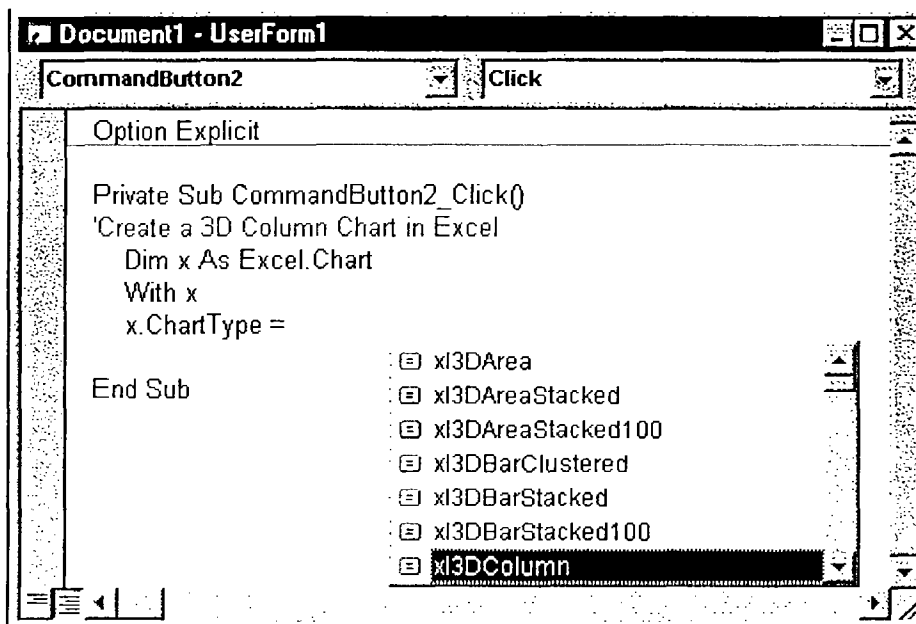 Document1 - UserForm1
CommandButton2
Click
Option Explicit
Private Sub CommandButton2_Click()
'Create a 3D Column Chart in Excel
Dim x As Excel.Chart
With x
x.ChartType =
xl3DArea
End Sub
xl3DAreaStacked
xl3DAreaStacked100
xl3DBarClustered
xl3DBarStacked
xl3DBarStacked100
xl3DColumn